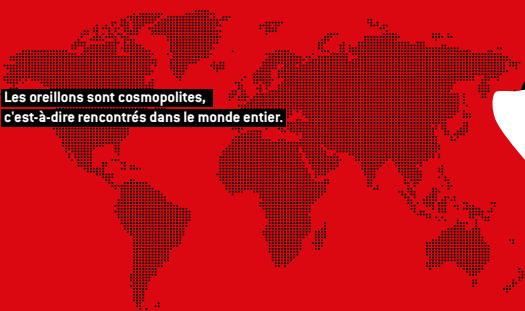 Les oreillons sont cosmopolites,
c'est-à-dire rencontrés dans le monde entier.